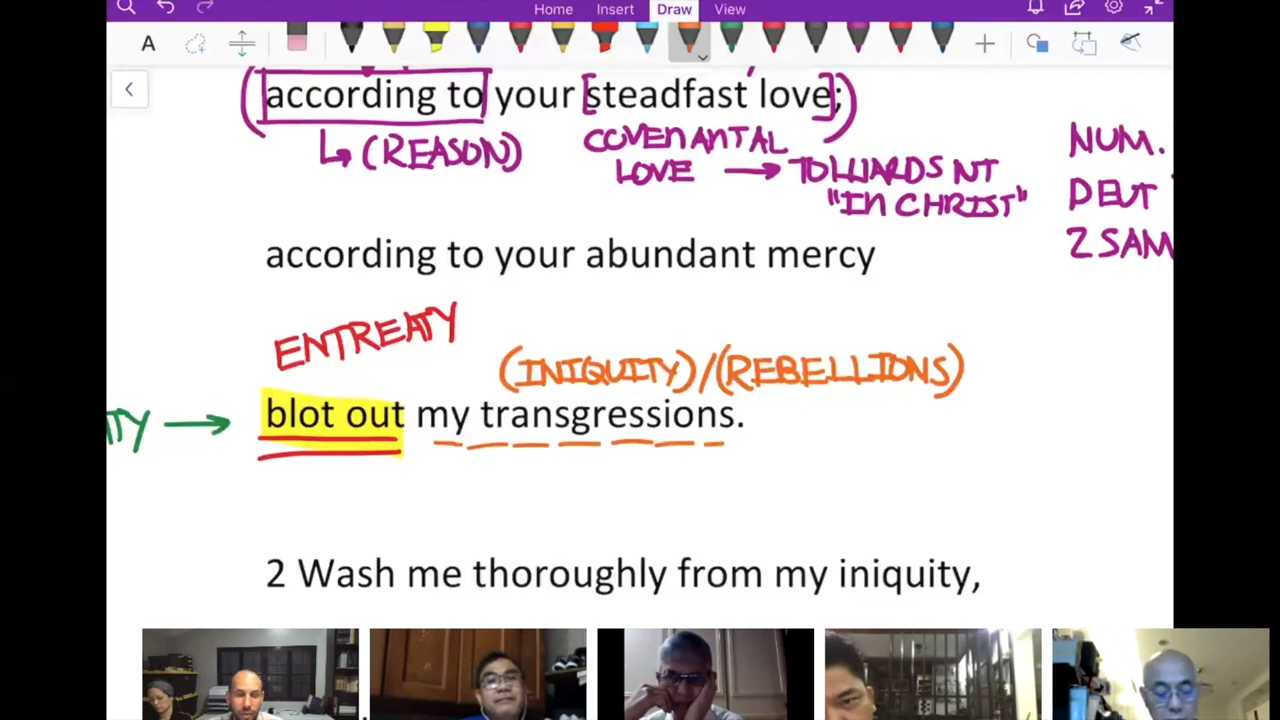 Home Insert Draw View
A
according to your [steadfast love;
↳ (REASON) COVENANTAL
LOVE → TOWARDS NT
"IN CHRIST"
NUM.
DEUT
2 SAM
according to your abundant mercy
ENTREATY
(INIQUITY)/(REBELLIONS)
TY → blot out my transgressions.
2 Wash me thoroughly from my iniquity,